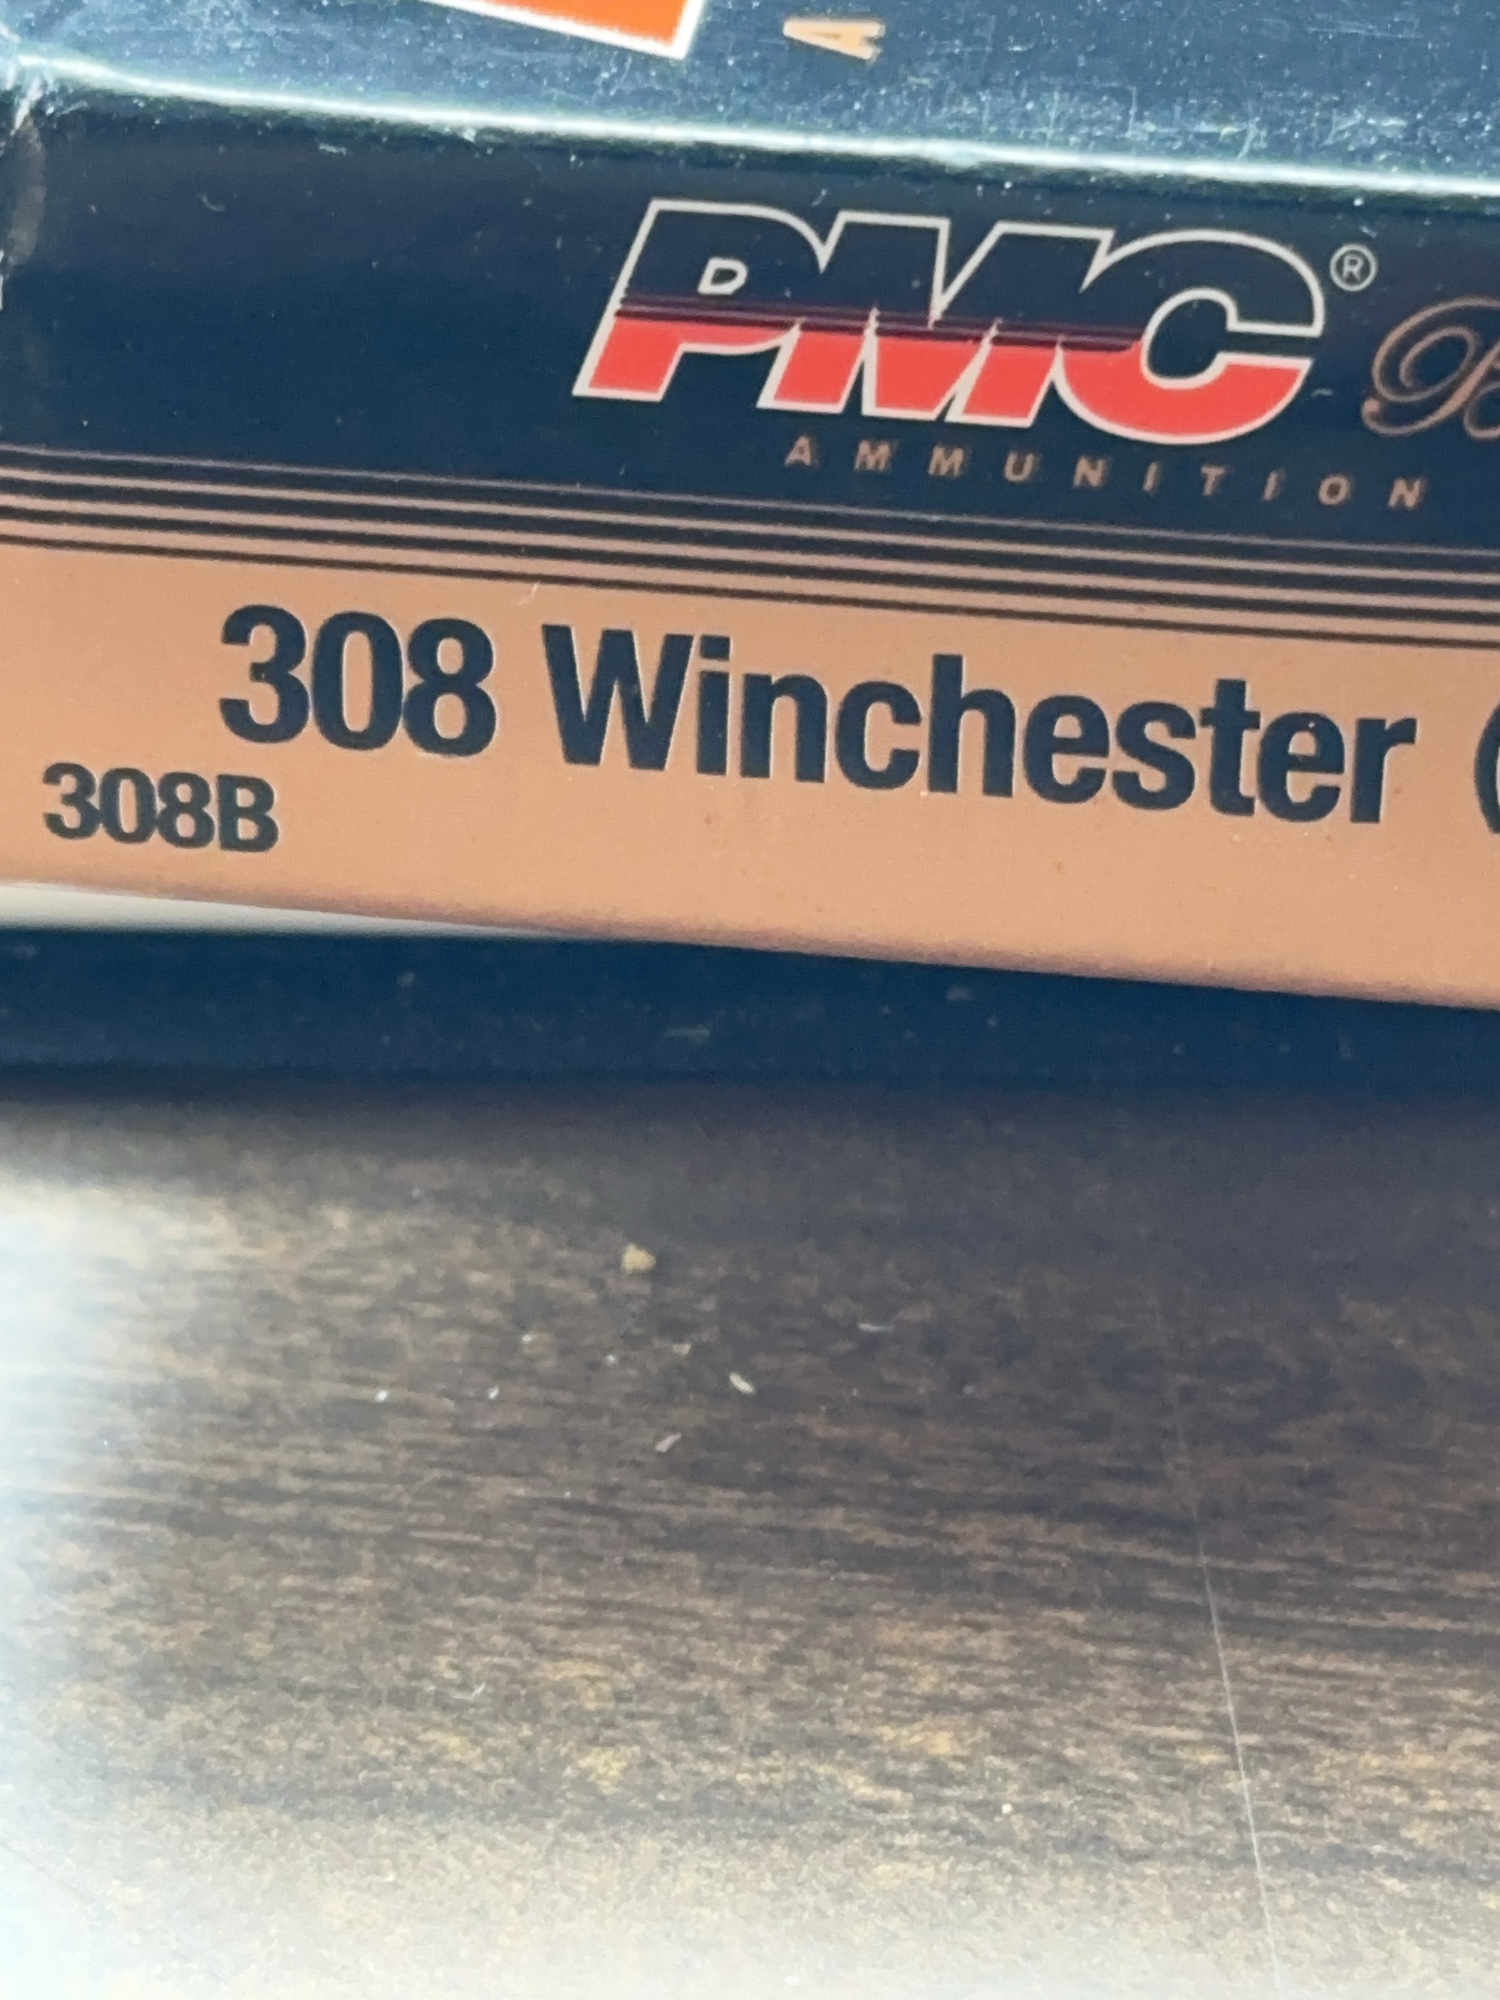 A
PMC®
AMMUNITION
308 Winchester (
308B